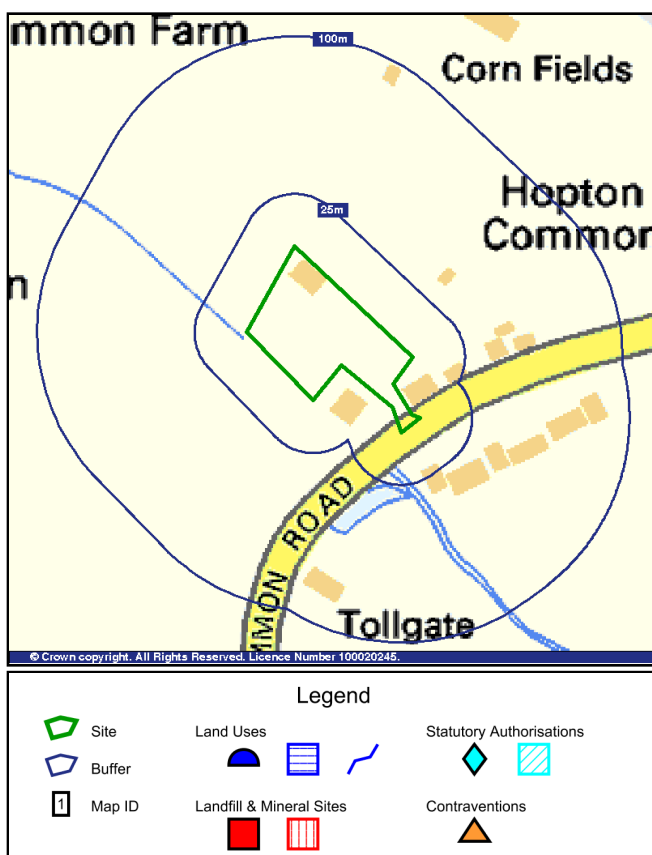 mmon Farm
100m
Corn Fields
Hopton
Common
25m
n
MMON ROAD
Tollgate
© Crown copyright. All Rights Reserved. Licence Number 100020245.
Legend
Site
Buffer
1 Map ID
Land Uses
Landfill & Mineral Sites
Statutory Authorisations
Contraventions